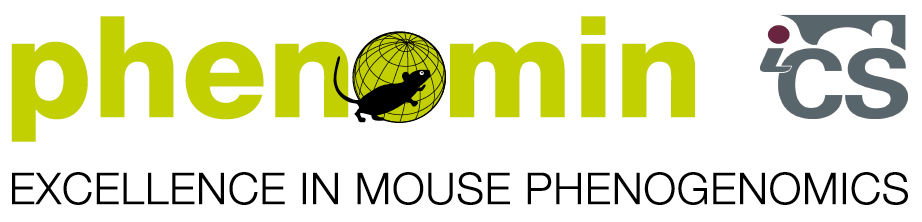 phenomin iCS
EXCELLENCE IN MOUSE PHENOGENOMICS